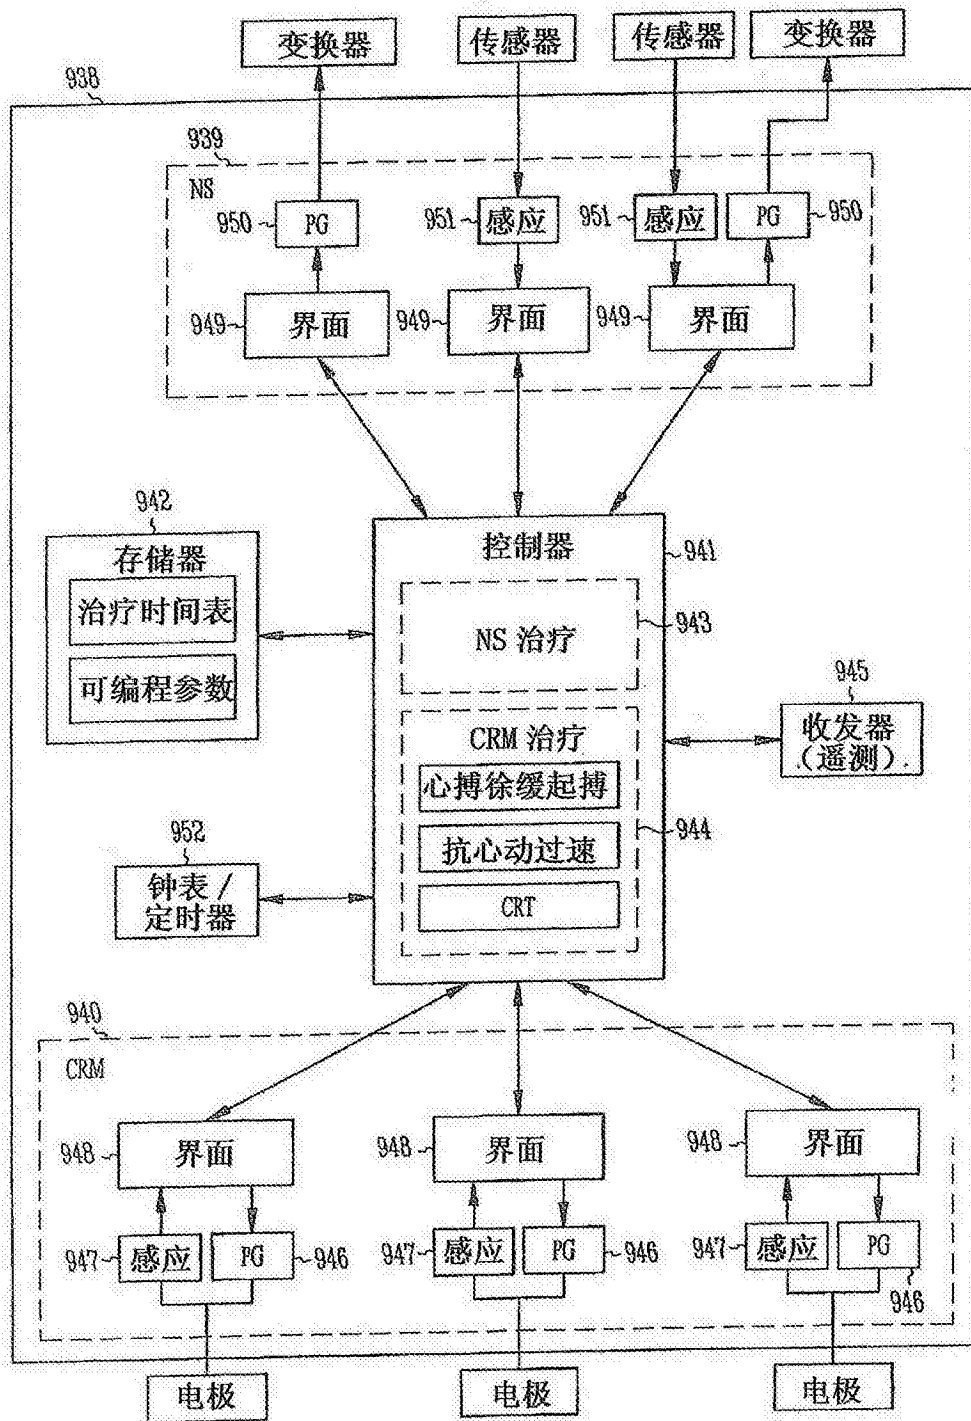 变换器
传感器
传感器
变换器
938
939
NS
950
PG
951
感应
951
感应
PG
950
949
界面
949
界面
949
界面
942
存储器
治疗时间表
可编程参数
控制器
941
NS 治疗
943
945
收发器
（遥测）
CRM 治疗
心搏徐缓起搏
944
抗心动过速
CRT
952
钟表 /
定时器
940
CRM
948
界面
948
界面
948
界面
947
感应
PG
946
947
感应
PG
946
947
感应
PG
946
电极
电极
电极